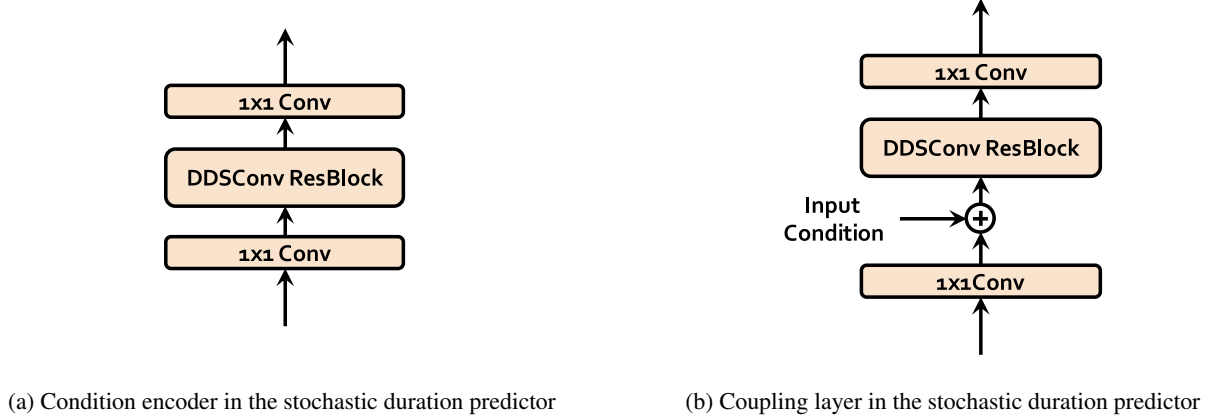 1x1 Conv
DDSConv ResBlock
1x1 Conv
(a) Condition encoder in the stochastic duration predictor
1x1 Conv
DDSConv ResBlock
Input
Condition
1x1Conv
(b) Coupling layer in the stochastic duration predictor